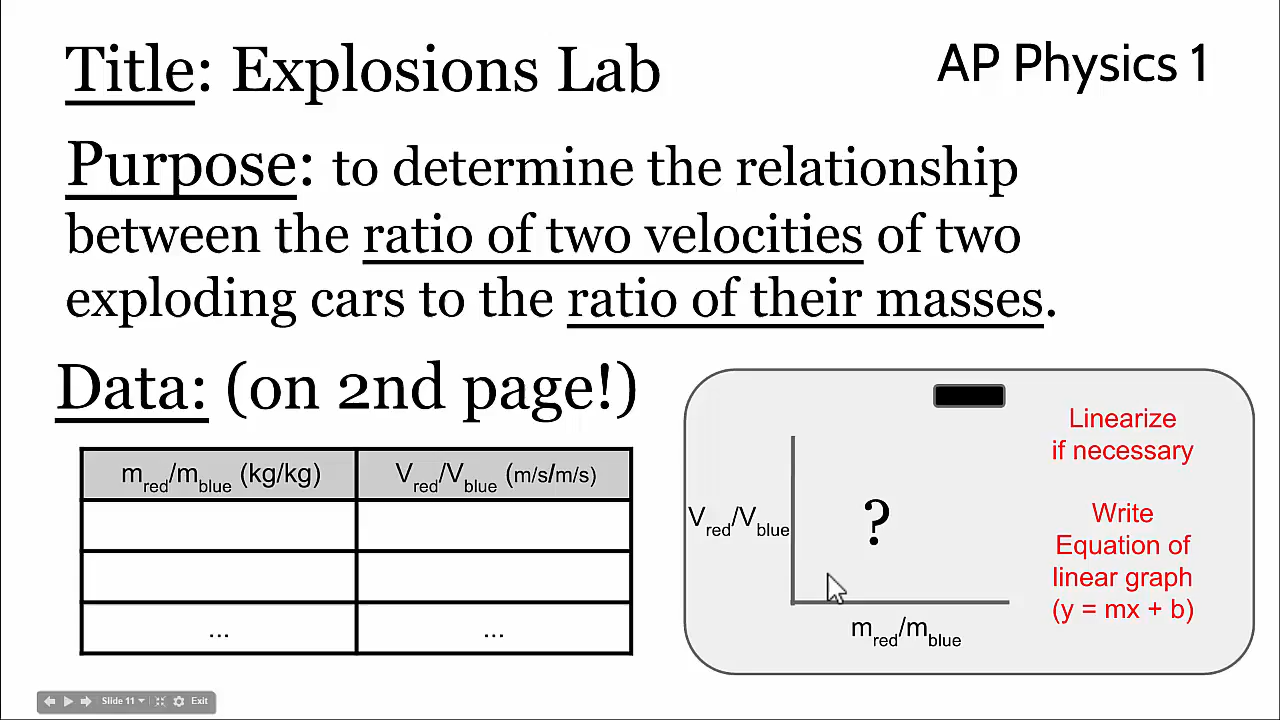 Title: Explosions Lab
AP Physics 1
Purpose: to determine the relationship
between the ratio of two velocities of two
exploding cars to the ratio of their masses.
Data: (on 2nd page!)
mred/mblue (kg/kg)
Vred/Vblue (m/s/m/s)
...
...
Linearize
if necessary
Vred/Vblue
?
Write
Equation of
linear graph
(y = mx + b)
mred/mblue
Slide 11
Exit